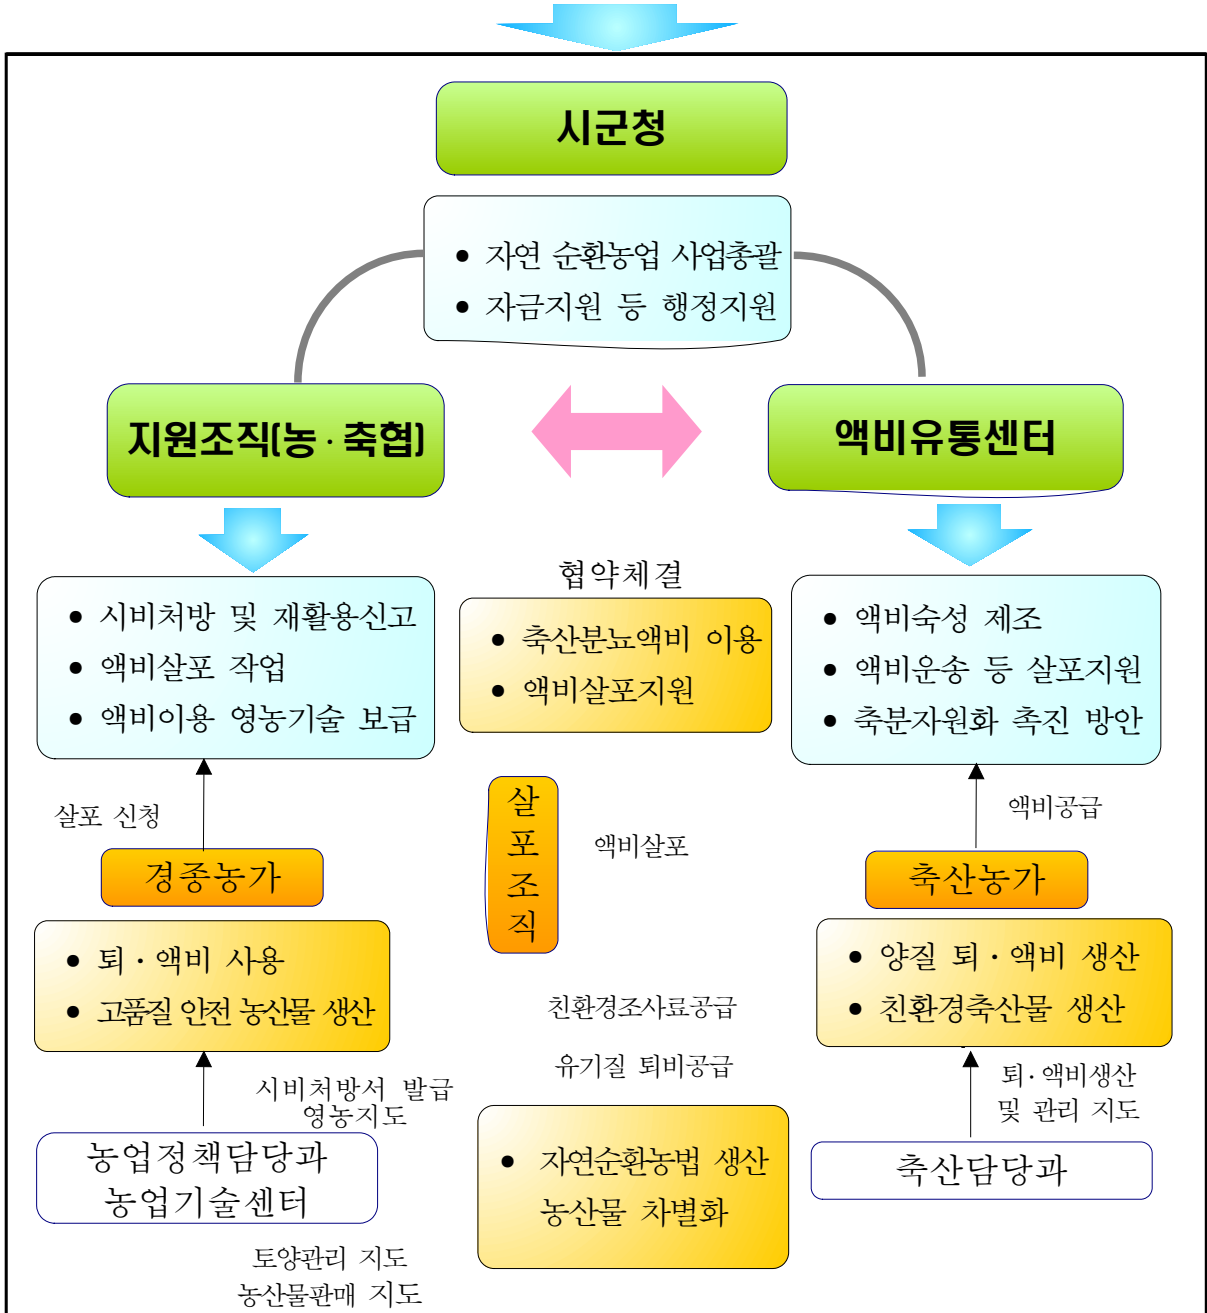 시군청
● 자연 순환농업 사업총괄
● 자금지원 등 행정지원
지원조직(농·축협)
액비유통센터
● 시비처방 및 재활용신고
● 액비살포 작업
● 액비이용 영농기술 보급
협약체결
● 축산분뇨액비 이용
● 액비살포지원
● 액비숙성 제조
● 액비운송 등 살포지원
● 축분자원화 촉진 방안
살포 신청
살
포
조
직
액비살포
액비공급
경종농가
축산농가
● 퇴·액비 사용
● 고품질 안전 농산물 생산
● 양질 퇴·액비 생산
● 친환경축산물 생산
친환경조사료공급
유기질 퇴비공급
시비처방서 발급
영농지도
퇴·액비생산
및 관리 지도
농업정책담당과
농업기술센터
● 자연순환농법 생산
농산물 차별화
축산담당과
토양관리 지도
농산물판매 지도